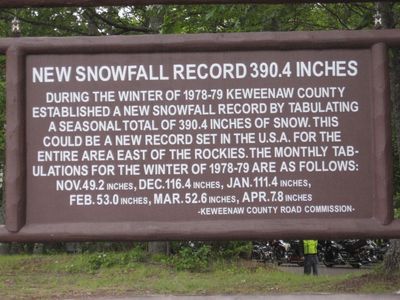 NEW SNOWFALL RECORD 390.4 INCHES
DURING THE WINTER OF 1978-79 KEWEENAW COUNTY
ESTABLISHED A NEW SNOWFALL RECORD BY TABULATING
A SEASONAL TOTAL OF 390.4 INCHES OF SNOW. THIS
COULD BE A NEW RECORD SET IN THE U.S.A. FOR THE
ENTIRE AREA EAST OF THE ROCKIES. THE MONTHLY TAB-
ULATIONS FOR THE WINTER OF 1978-79 ARE AS FOLLOWS:
NOV. 49.2 INCHES, DEC. 116.4 INCHES, JAN. 111.4 INCHES,
FEB. 53.0 INCHES, MAR. 52.6 INCHES, APR. 7.8 INCHES
-KEWEENAW COUNTY ROAD COMMISSION-